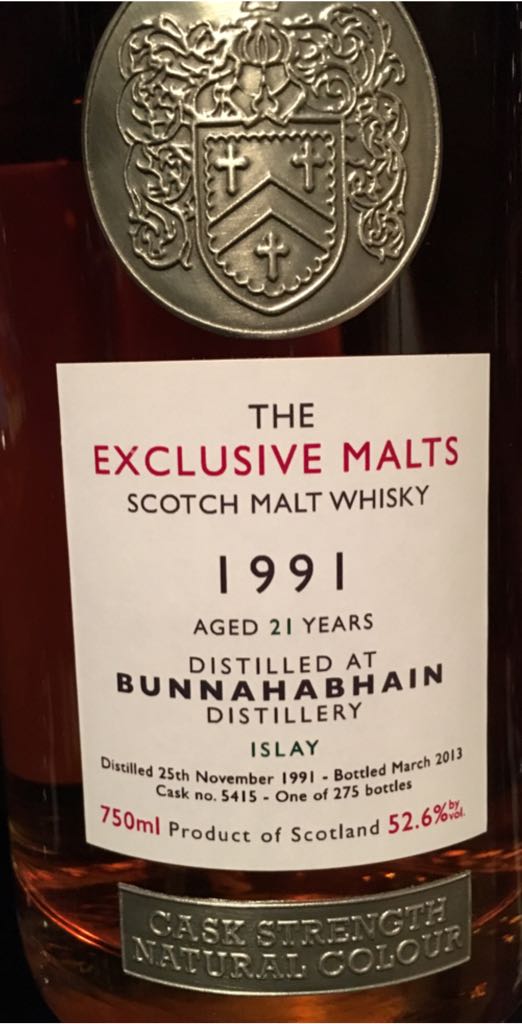 THE
EXCLUSIVE MALTS
SCOTCH MALT WHISKY
1991
AGED 21 YEARS
DISTILLED AT
BUNNAHABHAIN
DISTILLERY
ISLAY
Distilled 25th November 1991 - Bottled March 2013
Cask no. 5415 - One of 275 bottles
750ml Product of Scotland 52.6% by vol.
CASK STRENGTH
NATURAL COLOUR